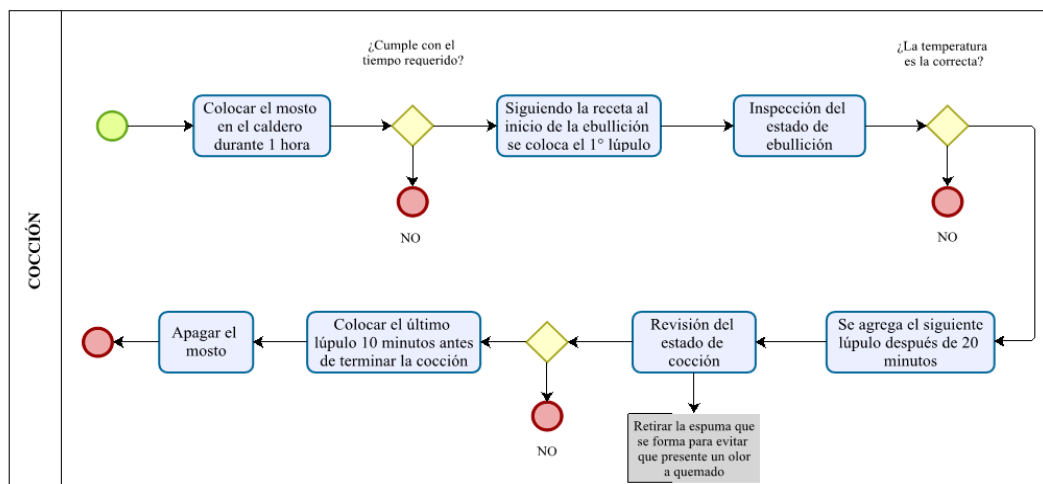 COCCIÓN
¿Cumple con el
tiempo requerido?
¿La temperatura
es la correcta?
Colocar el mosto
en el caldero
durante 1 hora
Siguiendo la receta al
inicio de la ebullición
se coloca el 1° lúpulo
Inspección del
estado de
ebullición
NO
NO
Se agrega el siguiente
lúpulo después de 20
minutos
Revisión del
estado de
cocción
Colocar el último
lúpulo 10 minutos antes
de terminar la cocción
Apagar el
mosto
Retirar la espuma que
se forma para evitar
que presente un olor
a quemado
NO